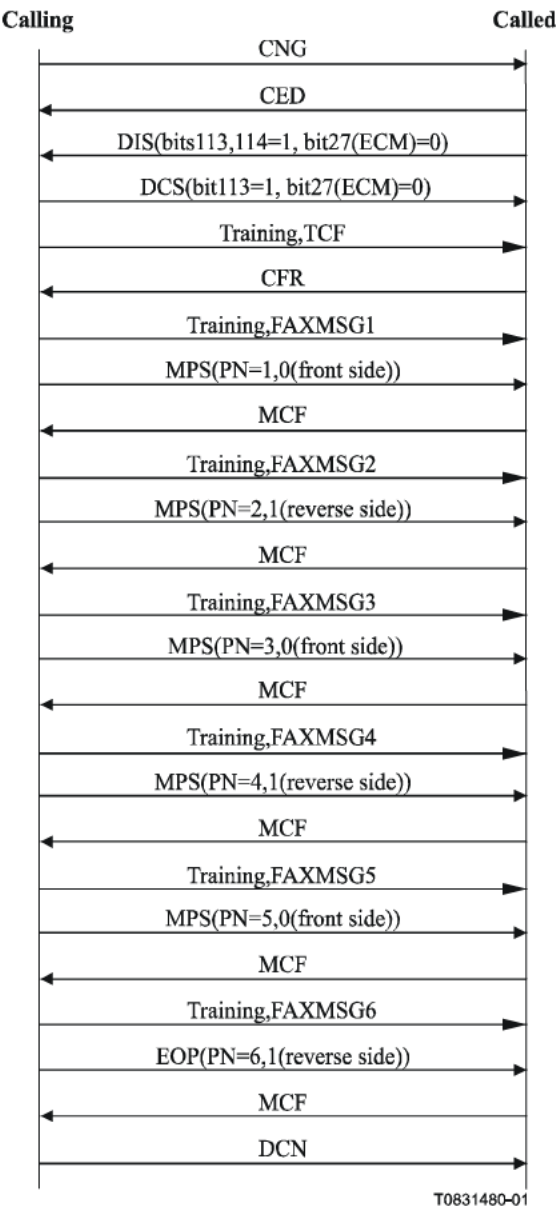 Calling Called
CNG
CED
DIS(bits113,114=1, bit27(ECM)=0)
DCS(bit113=1, bit27(ECM)=0)
Training,TCF
CFR
Training,FAXMSG1
MPS(PN=1,0(front side))
MCF
Training,FAXMSG2
MPS(PN=2,1(reverse side))
MCF
Training,FAXMSG3
MPS(PN=3,0(front side))
MCF
Training,FAXMSG4
MPS(PN=4,1(reverse side))
MCF
Training,FAXMSG5
MPS(PN=5,0(front side))
MCF
Training,FAXMSG6
EOP(PN=6,1(reverse side))
MCF
DCN
T0831480-01